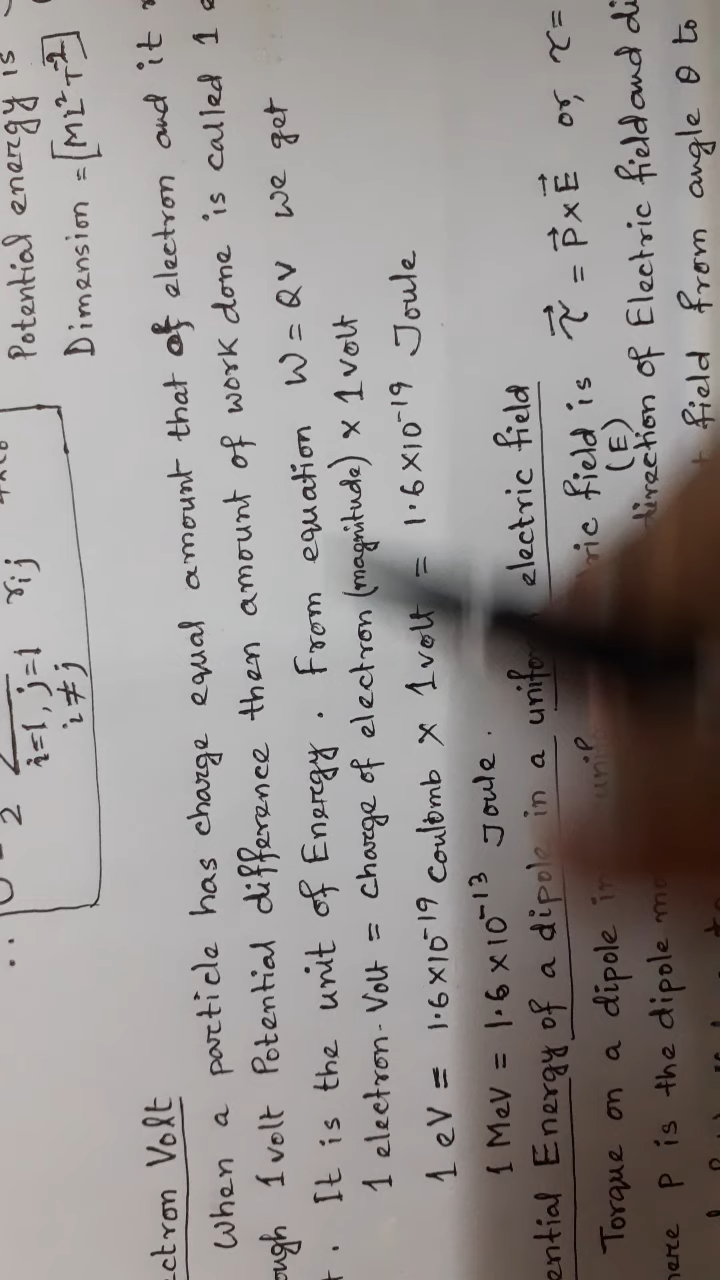 Potential energy is
Dimension = [ML²T⁻²]
∴ U = 2
i=1, j=1 rij
i≠j
ctron Volt
When a particle has charge equal amount that of electron and it
ough 1 volt Potential difference then amount of work done is called 1 e
t. It is the unit of Energy. From equation W = QV we get
1 electron-Volt = charge of electron (magnitude) × 1 volt
1 eV = 1.6×10⁻¹⁹ Coulomb × 1 volt = 1.6×10⁻¹⁹ Joule
1 MeV = 1.6×10⁻¹³ Joule.
ential Energy of a dipole in a unifor electric field
Torque on a dipole in unif ric field is τ⃗ = P⃗×E⃗ or, τ =
ere P is the dipole mo (E) direction of Electric field and di
field from angle θ to